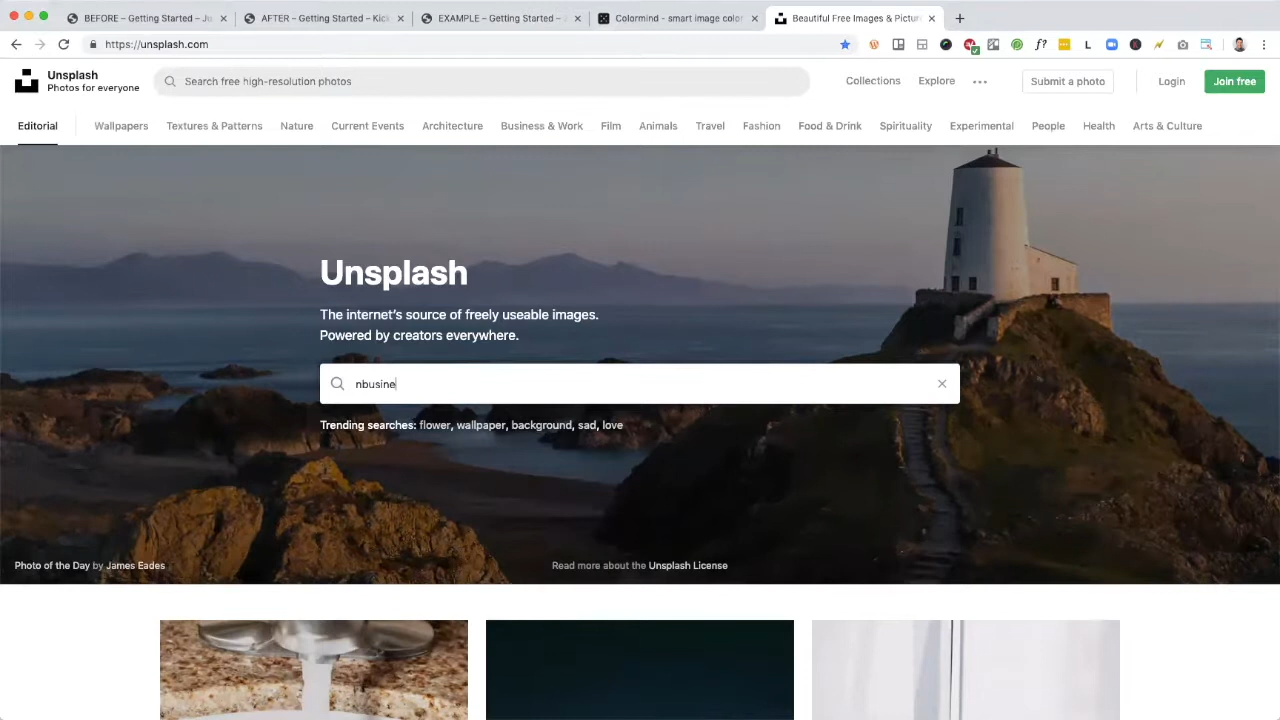 BEFORE – Getting Started – Ju
AFTER – Getting Started – Kick
EXAMPLE – Getting Started –
Colormind - smart image color
Beautiful Free Images & Pictur
https://unsplash.com
Unsplash
Photos for everyone
Search free high-resolution photos
Collections
Explore
Submit a photo
Login
Join free
Editorial
Wallpapers
Textures & Patterns
Nature
Current Events
Architecture
Business & Work
Film
Animals
Travel
Fashion
Food & Drink
Spirituality
Experimental
People
Health
Arts & Culture
Unsplash
The internet's source of freely useable images.
Powered by creators everywhere.
nbusine
Trending searches: flower, wallpaper, background, sad, love
Photo of the Day by James Eades
Read more about the Unsplash License